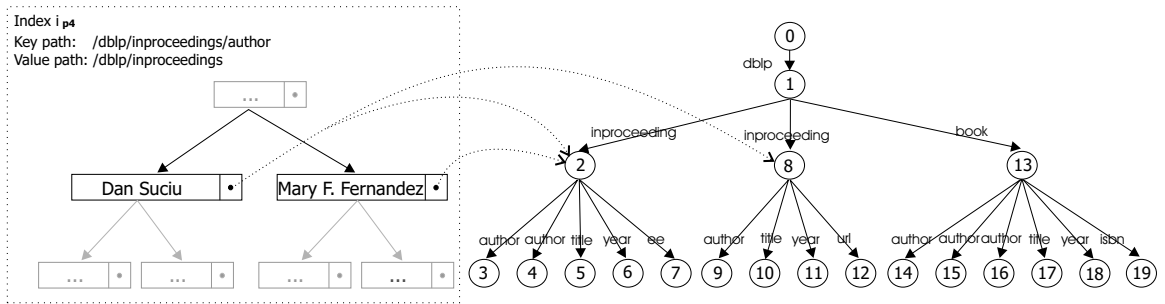 Index i p4
Key path: /dblp/inproceedings/author
Value path: /dblp/inproceedings
...
Dan Suciu
Mary F. Fernandez
... ... ... ...
0
dblp
1
inproceeding inproceeding book
2 8 13
author author title year ee author title year url author author author title year isbn
3 4 5 6 7 9 10 11 12 14 15 16 17 18 19